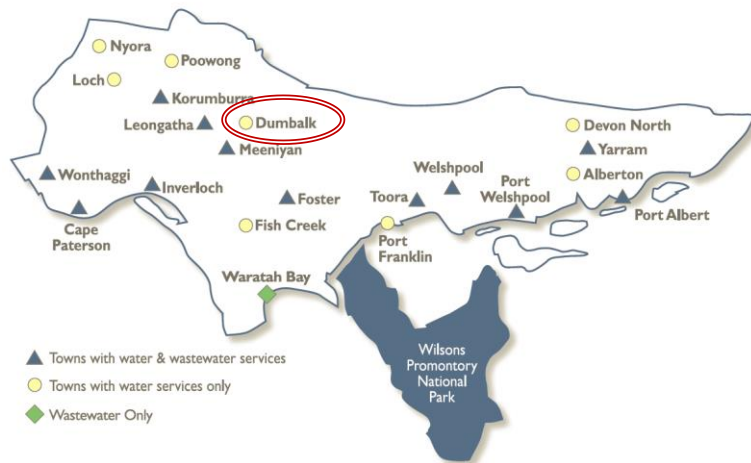 Nyora
Poowong
Loch
Korumburra
Leongatha
Dumbalk
Meeniyan
Devon North
Yarram
Alberton
Wonthaggi
Inverloch
Cape
Paterson
Foster
Fish Creek
Welshpool
Toora
Port
Welshpool
Port Albert
Port
Franklin
Waratah Bay
Wilsons
Promontory
National
Park
Towns with water & wastewater services
Towns with water services only
Wastewater Only